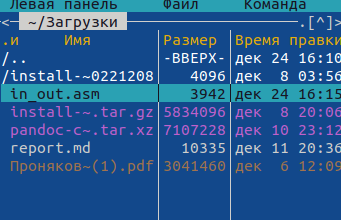 Левая панель Файл Команда
<— ~/Загрузки —.[^]>
.и Имя Размер Время правки
/.. -ВВЕРХ- дек 24 16:10
/install-~0221208 4096 дек 8 03:56
in_out.asm 3942 дек 24 16:15
install-~.tar.gz 5834096 дек 8 20:06
pandoc-c~.tar.xz 7107228 дек 10 23:12
report.md 10335 дек 11 20:36
Проняков~(1).pdf 3041460 дек 6 12:09